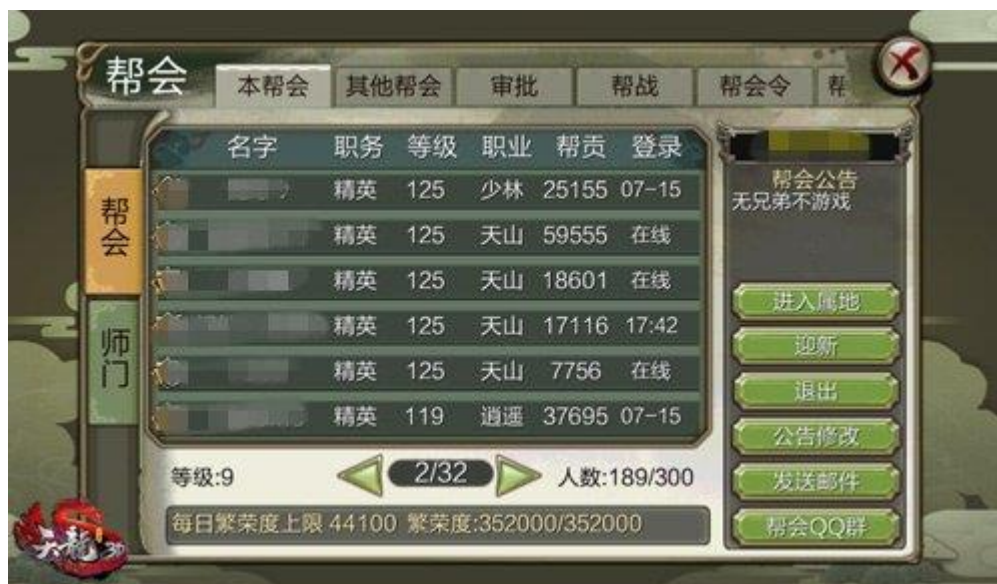 帮会
本帮会 其他帮会 审批 帮战 帮会令 帮
帮会
师门
名字 职务 等级 职业 帮贡 登录
精英 125 少林 25155 07-15
精英 125 天山 59555 在线
精英 125 天山 18601 在线
精英 125 天山 17116 17:42
精英 125 天山 7756 在线
精英 119 逍遥 37695 07-15
等级:9 2/32 人数:189/300
每日繁荣度上限 44100 繁荣度:352000/352000
帮会公告
无兄弟不游戏
进入属地
迎新
退出
公告修改
发送邮件
帮会QQ群
天龙3D